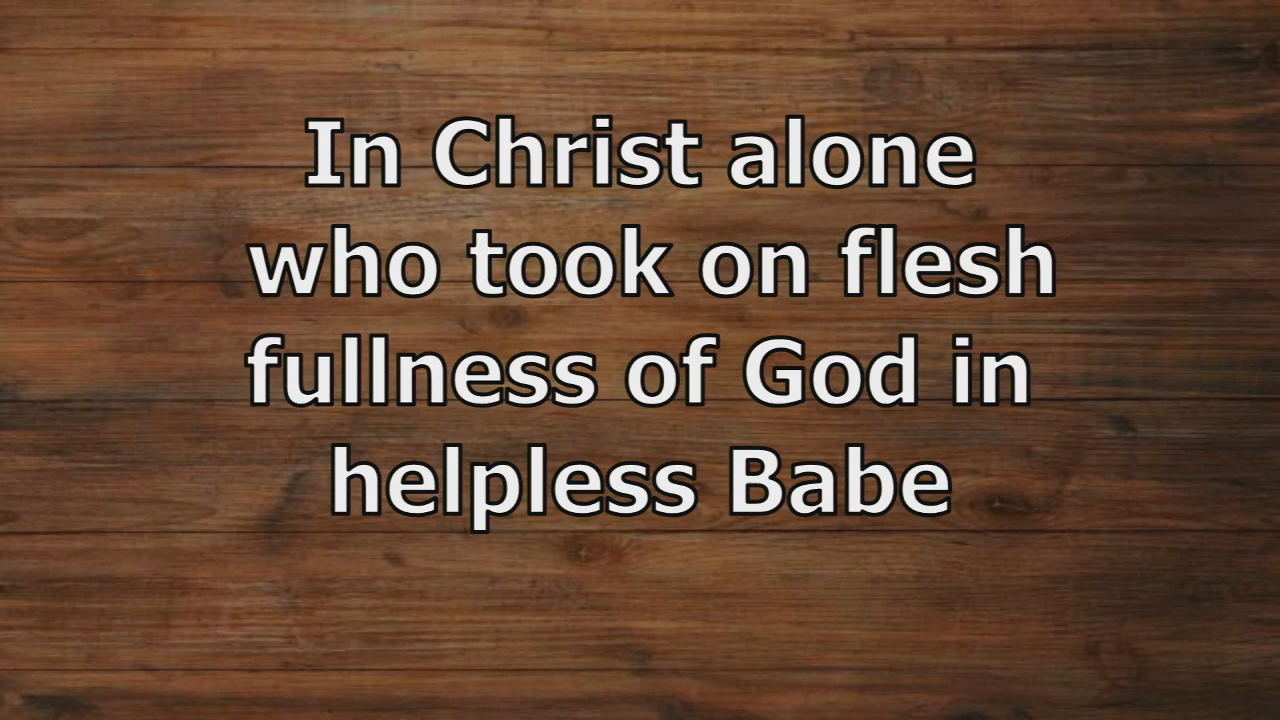 In Christ alone
who took on flesh
fullness of God in
helpless Babe